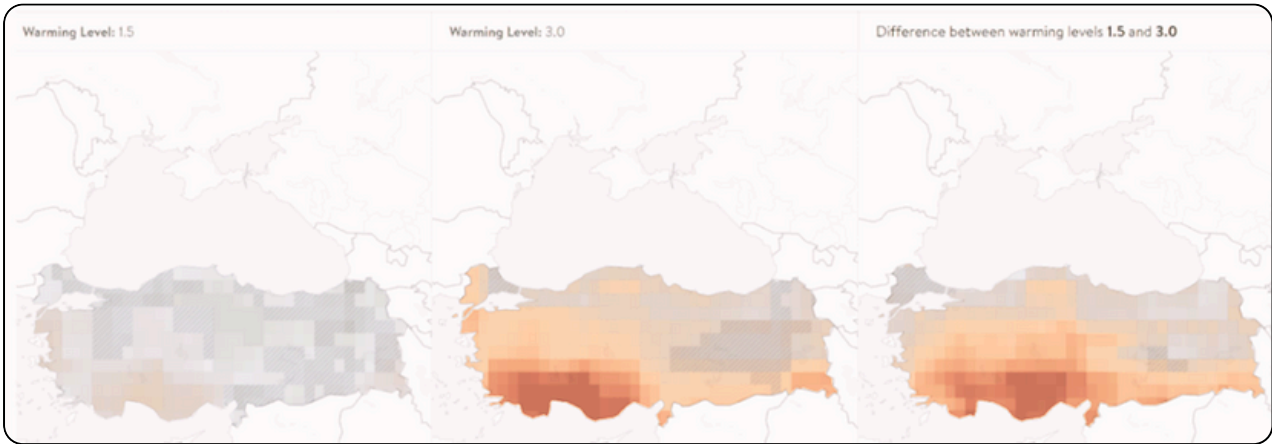 Warming Level: 1.5
Warming Level: 3.0
Difference between warming levels 1.5 and 3.0